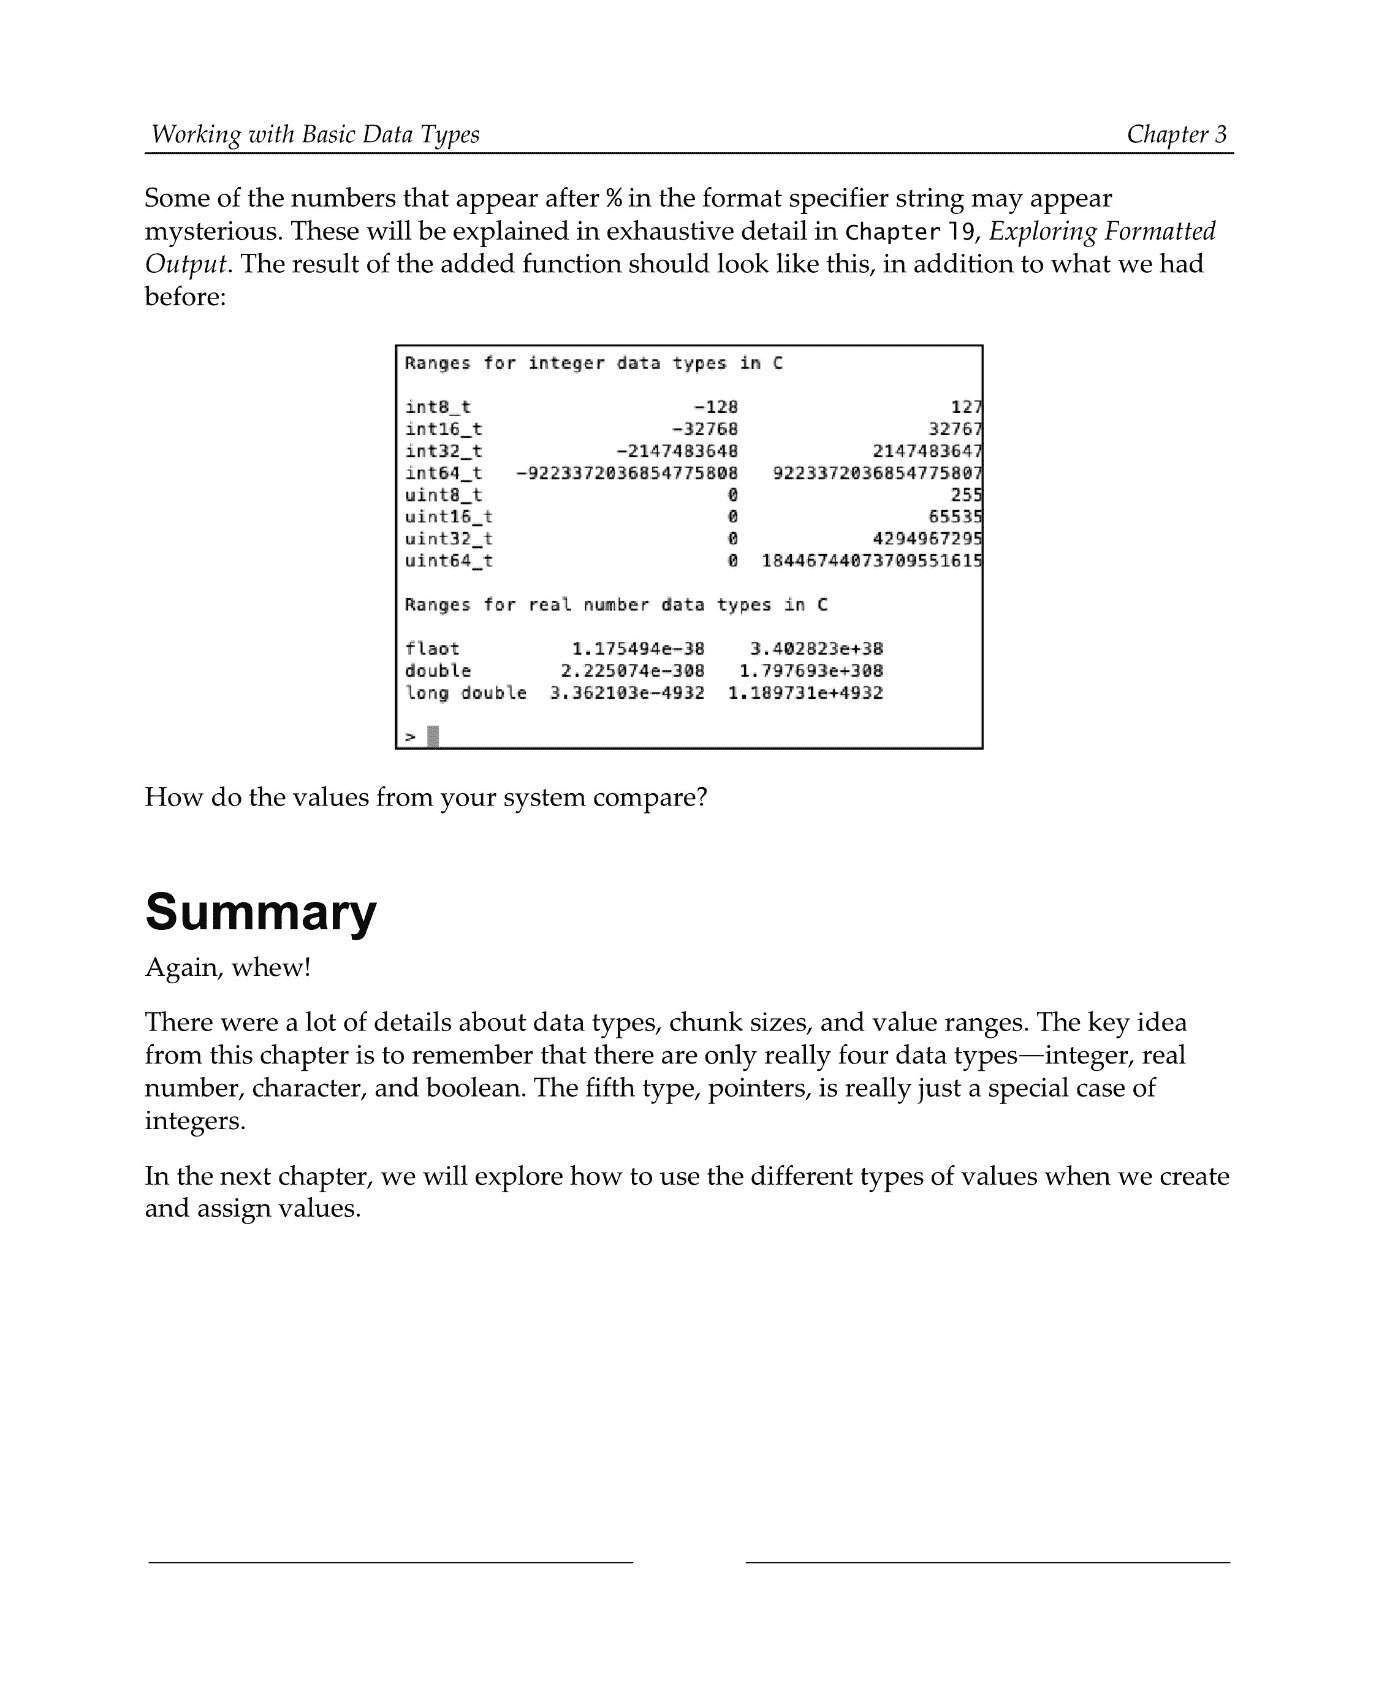 Working with Basic Data Types Chapter 3
Some of the numbers that appear after % in the format specifier string may appear
mysterious. These will be explained in exhaustive detail in Chapter 19, Exploring Formatted
Output. The result of the added function should look like this, in addition to what we had
before:
Ranges for integer data types in C
int8_t -128 127
int16_t -32768 32767
int32_t -2147483648 2147483647
int64_t -9223372036854775808 9223372036854775807
uint8_t 0 255
uint16_t 0 65535
uint32_t 0 4294967295
uint64_t 0 18446744073709551615
Ranges for real number data types in C
flaot 1.175494e-38 3.402823e+38
double 2.225074e-308 1.797693e+308
long double 3.362103e-4932 1.189731e+4932
>
How do the values from your system compare?
Summary
Again, whew!
There were a lot of details about data types, chunk sizes, and value ranges. The key idea
from this chapter is to remember that there are only really four data types—integer, real
number, character, and boolean. The fifth type, pointers, is really just a special case of
integers.
In the next chapter, we will explore how to use the different types of values when we create
and assign values.